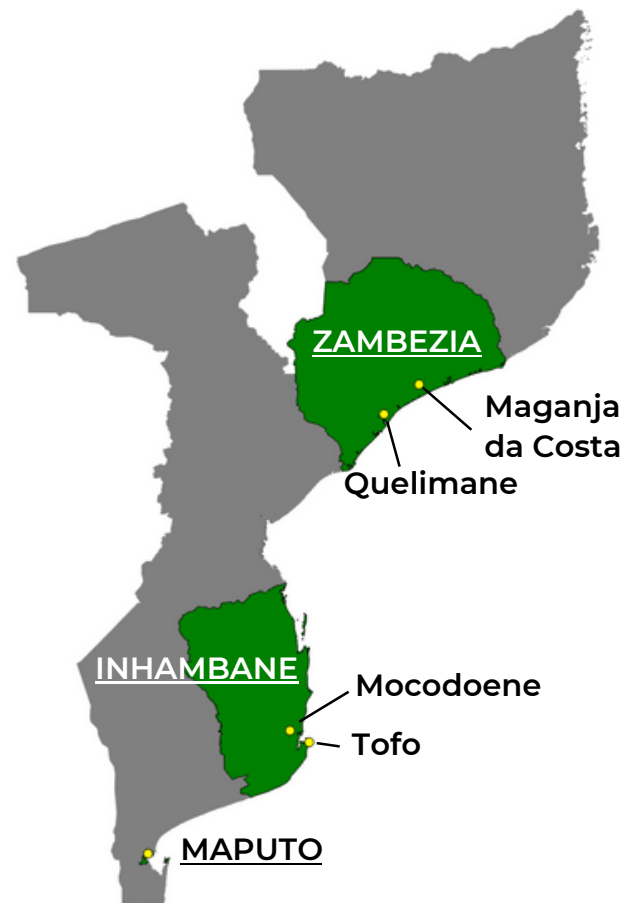 ZAMBEZIA
Maganja
da Costa
Quelimane
INHAMBANE
Mocodoene
Tofo
MAPUTO